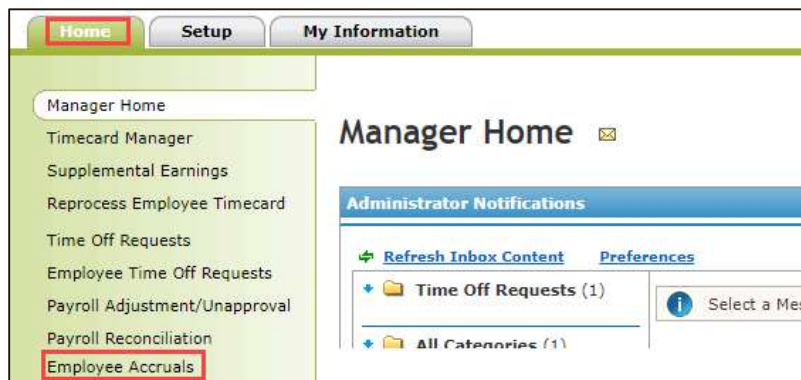 Home Setup My Information
Manager Home
Timecard Manager
Supplemental Earnings
Reprocess Employee Timecard
Time Off Requests
Employee Time Off Requests
Payroll Adjustment/Unapproval
Payroll Reconciliation
Employee Accruals
Manager Home
Administrator Notifications
Refresh Inbox Content Preferences
Time Off Requests (1)
All Categories (1)
Select a Mes